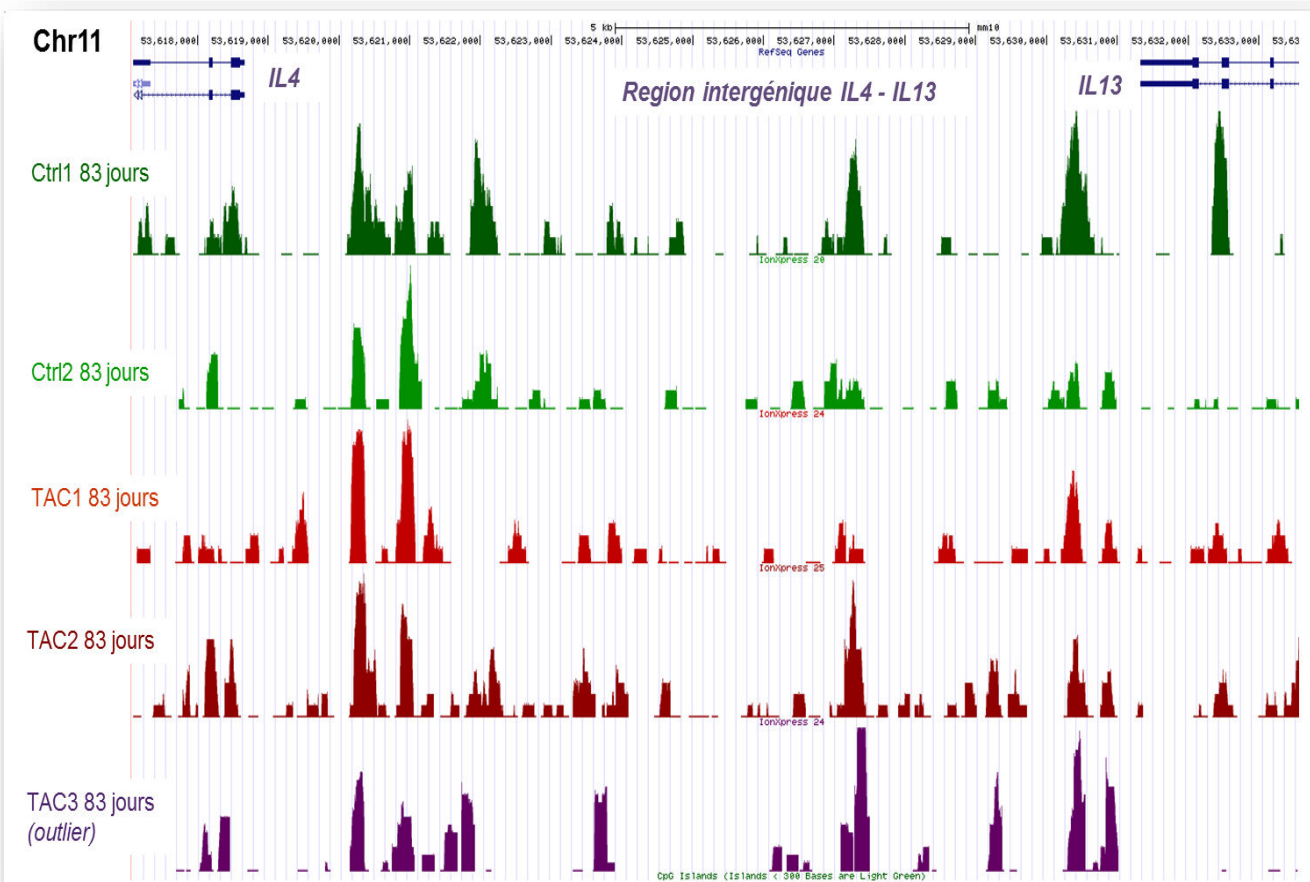 Chr11
5 kb mm10
53,618,000| 53,619,000| 53,620,000| 53,621,000| 53,622,000| 53,623,000| 53,624,000| 53,625,000| 53,626,000| 53,627,000| 53,628,000| 53,629,000| 53,630,000| 53,631,000| 53,632,000| 53,633,000| 53,63
RefSeq Genes
IL4
Region intergénique IL4 - IL13
IL13
Ctrl1 83 jours
IonXpress 20
Ctrl2 83 jours
IonXpress 24
TAC1 83 jours
IonXpress 25
TAC2 83 jours
IonXpress 24
TAC3 83 jours
(outlier)
CpG Islands (Islands < 300 Bases are Light Green)